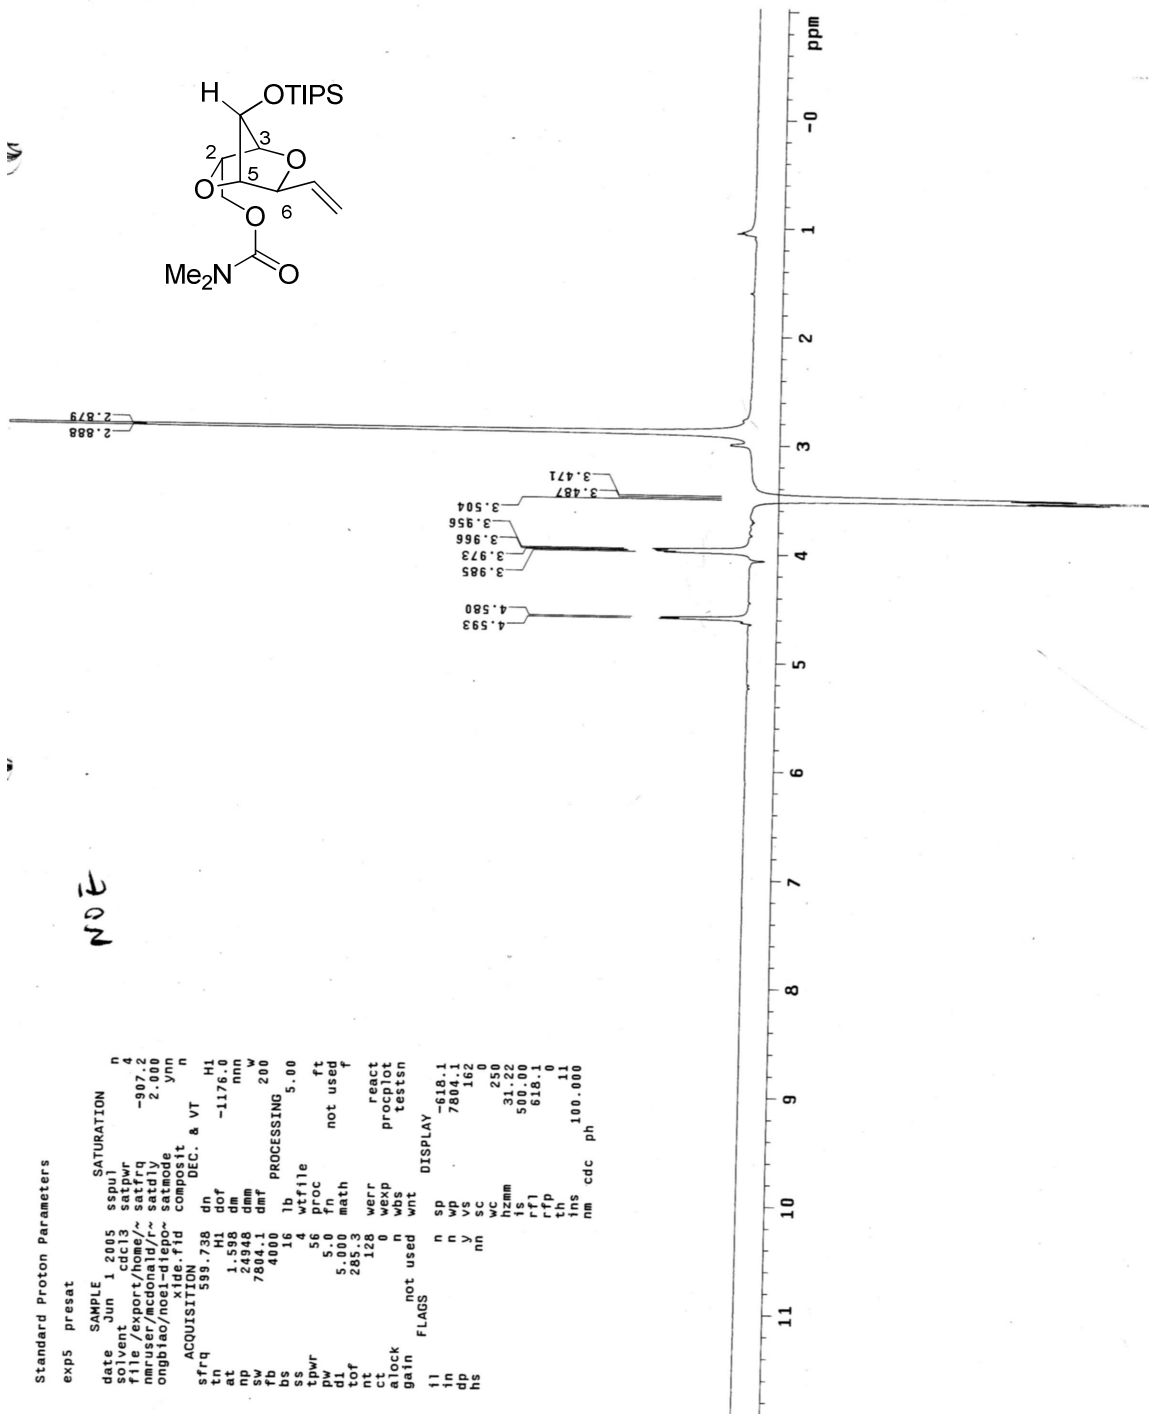 H
OTIPS
3
2
O
5
O
6
O
Me2N
O
2.879
2.888
3.471
3.487
3.504
3.956
3.966
3.973
3.985
4.580
4.593
ppm
-0
1
2
3
4
5
6
7
8
9
10
11
NOE
Standard Proton Parameters
exp5 presat
SAMPLE
date Jun 1 2005
solvent cdcl3
file /export/home/~
nmruser/mcdonald/r~
ongbiao/noel-diepo~
xide.fid
ACQUISITION
sfrq 599.738
tn H1
at 1.598
np 24948
sw 7804.1
fb 4000
bs 16
ss 4
tpwr 56
pw 5.0
d1 5.000
tof 285.3
nt 128
ct 0
alock n
gain not used
FLAGS
il n
in n
dp y
hs nn
SATURATION
sspul n
satpwr 4
satfrq -907.2
satdly 2.000
satmode ynn
composit n
DEC. & VT
dn H1
dof -1176.0
dm nnn
dmm w
dmf 200
PROCESSING
lb 5.00
wtfile
proc ft
fn not used
math f
werr react
wexp procplot
wbs testsn
wnt
DISPLAY
sp -618.1
wp 7804.1
vs 162
sc 0
wc 250
hzmm 31.22
is 500.00
rfl 618.1
rfp 0
th 11
ins 100.000
nm cdc ph